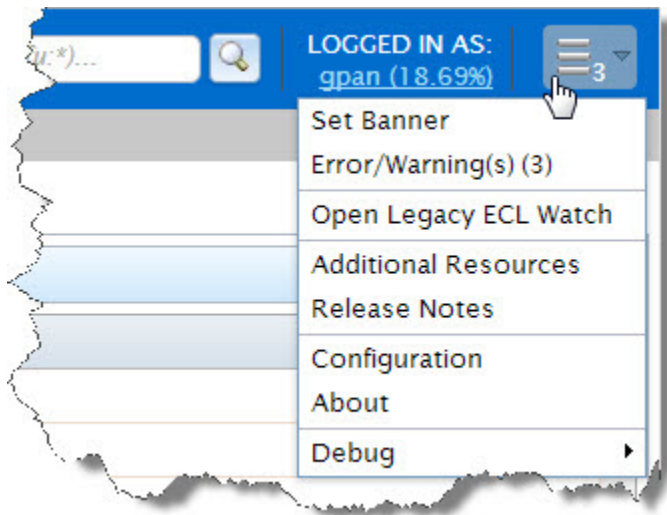 (u:*)...
LOGGED IN AS:
gpan (18.69%)
3
Set Banner
Error/Warning(s) (3)
Open Legacy ECL Watch
Additional Resources
Release Notes
Configuration
About
Debug